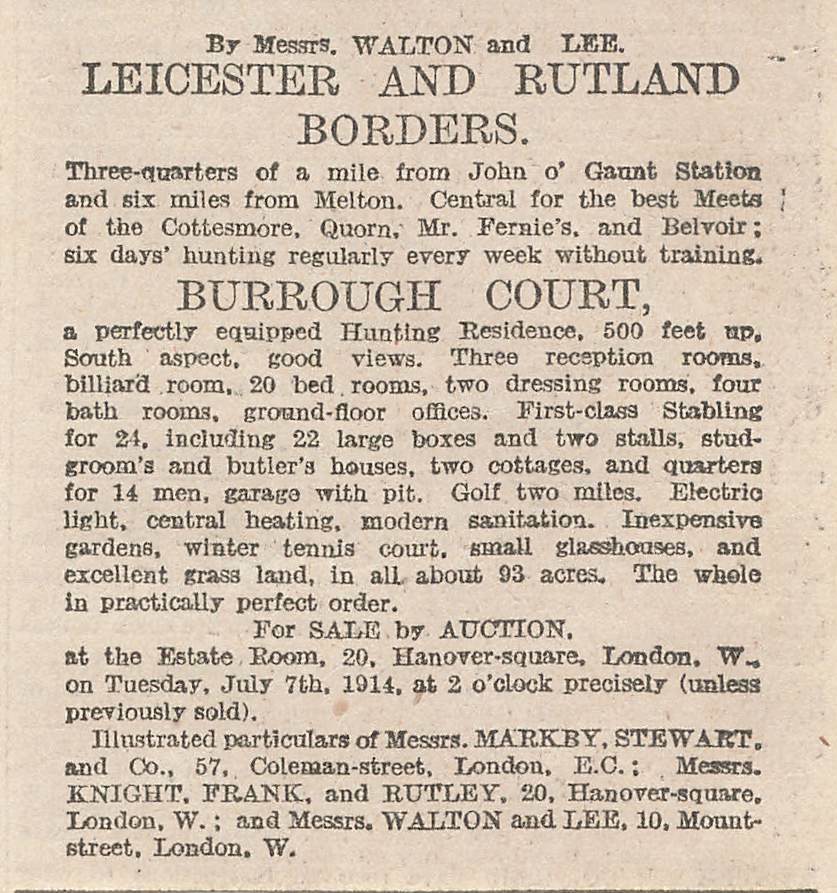 By Messrs. WALTON and LEE.
LEICESTER AND RUTLAND
BORDERS.
Three-quarters of a mile from John o' Gaunt Station
and six miles from Melton. Central for the best Meets
of the Cottesmore, Quorn, Mr. Fernie's, and Belvoir;
six days' hunting regularly every week without training.
BURROUGH COURT,
a perfectly equipped Hunting Residence, 500 feet up,
South aspect, good views. Three reception rooms,
billiard room, 20 bed rooms, two dressing rooms, four
bath rooms, ground-floor offices. First-class Stabling
for 24, including 22 large boxes and two stalls, stud-
groom's and butler's houses, two cottages, and quarters
for 14 men, garage with pit. Golf two miles. Electric
light, central heating, modern sanitation. Inexpensive
gardens, winter tennis court, small glasshouses, and
excellent grass land, in all about 93 acres. The whole
in practically perfect order.
For SALE by AUCTION,
at the Estate Room, 20, Hanover-square, London, W.,
on Tuesday, July 7th, 1914, at 2 o'clock precisely (unless
previously sold).
Illustrated particulars of Messrs. MARKBY, STEWART,
and Co., 57, Coleman-street, London, E.C.; Messrs.
KNIGHT, FRANK, and RUTLEY, 20, Hanover-square,
London, W.; and Messrs. WALTON and LEE, 10, Mount-
street, London, W.